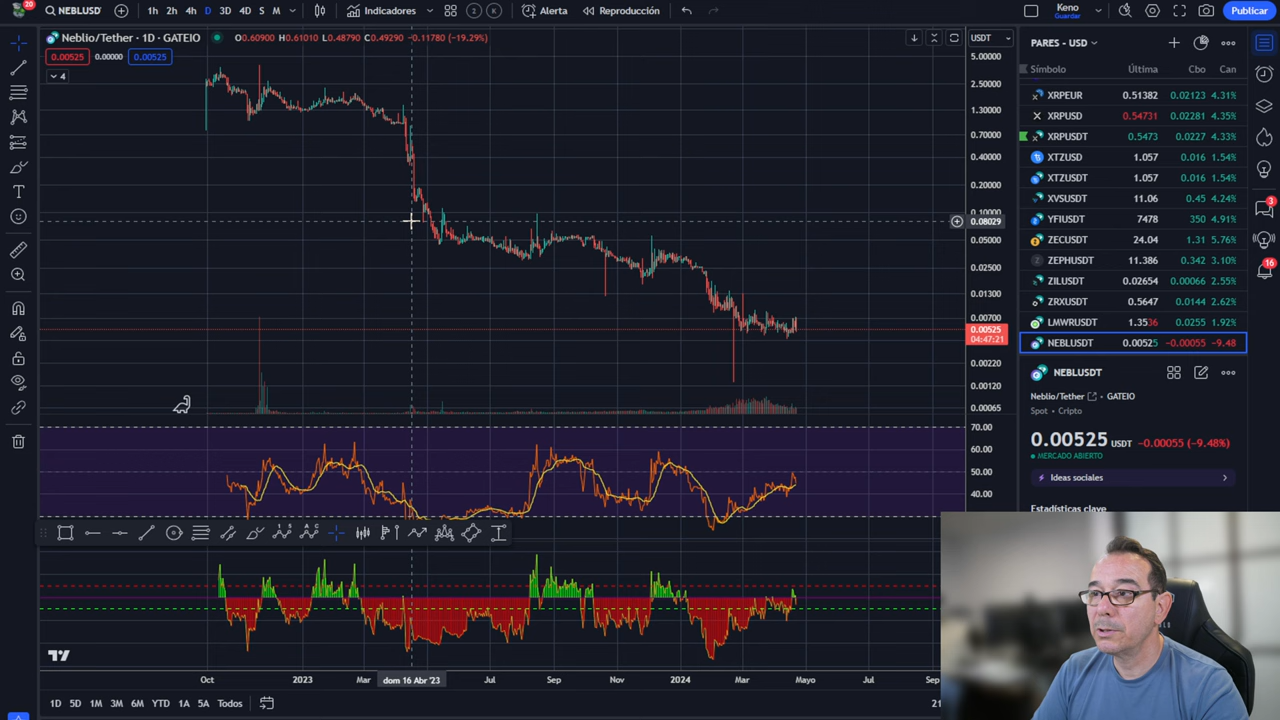 20 NEBLUSD 1h 2h 4h D 3D 4D S M Indicadores Alerta Reproducción Keno Guardar Publicar
Neblio/Tether · 1D · GATEIO O0.60900 H0.61010 L0.48790 C0.49290 -0.11780 (-19.29%)
USDT
0.00525 0.00000 0.00525
4
5.00000
2.50000
1.30000
0.70000
0.40000
0.20000
0.10000
0.08029
0.05000
0.02500
0.01300
0.00700
0.00525
04:47:21
0.00220
0.00120
0.00065
70.00
60.00
50.00
40.00
Oct 2023 Mar dom 16 Abr '23 Jul Sep Nov 2024 Mar Mayo Jul Sep
1D 5D 1M 3M 6M YTD 1A 5A Todos
21
PARES - USD
Símbolo Última Cbo Can
XRPEUR 0.51382 0.02123 4.31%
XRPUSD 0.54731 0.02281 4.35%
XRPUSDT 0.5473 0.0227 4.33%
XTZUSD 1.057 0.016 1.54%
XTZUSDT 1.057 0.016 1.54%
XVSUSDT 11.06 0.45 4.24%
YFIUSDT 7478 350 4.91%
ZECUSDT 24.04 1.31 5.76%
ZEPHUSDT 11.386 0.342 3.10%
ZILUSDT 0.02654 0.00066 2.55%
ZRXUSDT 0.5647 0.0144 2.62%
LMWRUSDT 1.3536 0.0255 1.92%
NEBLUSDT 0.00525 -0.00055 -9.48
NEBLUSDT
Neblio/Tether · GATEIO
Spot · Cripto
0.00525 USDT -0.00055 (-9.48%)
MERCADO ABIERTO
Ideas sociales
Estadísticas clave
3
16